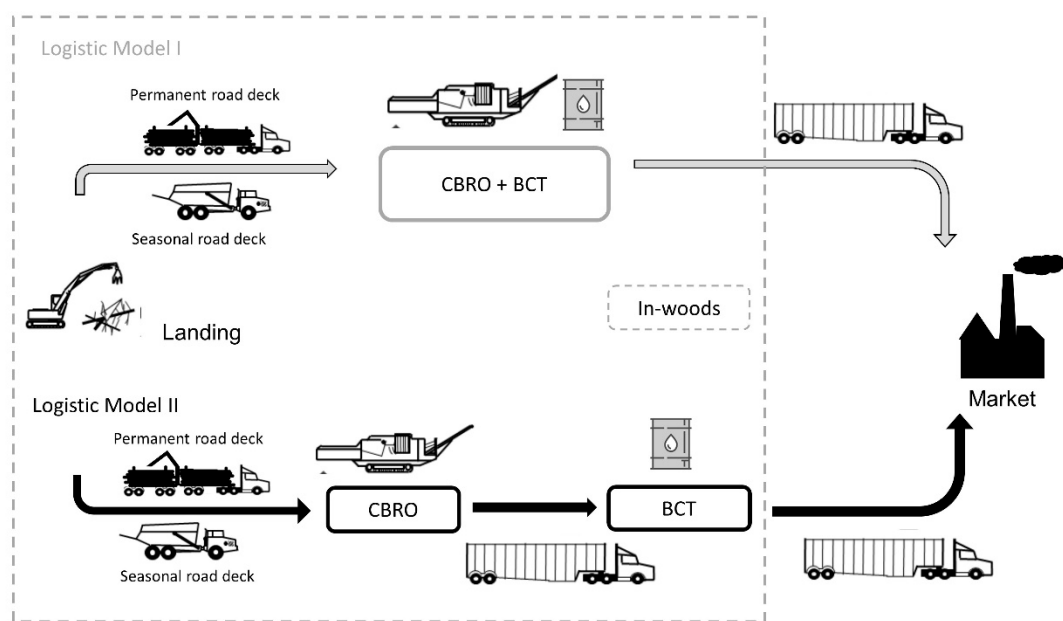 Logistic Model I
Permanent road deck
CBRO + BCT
Seasonal road deck
In-woods
Landing
Market
Logistic Model II
Permanent road deck
CBRO
BCT
Seasonal road deck